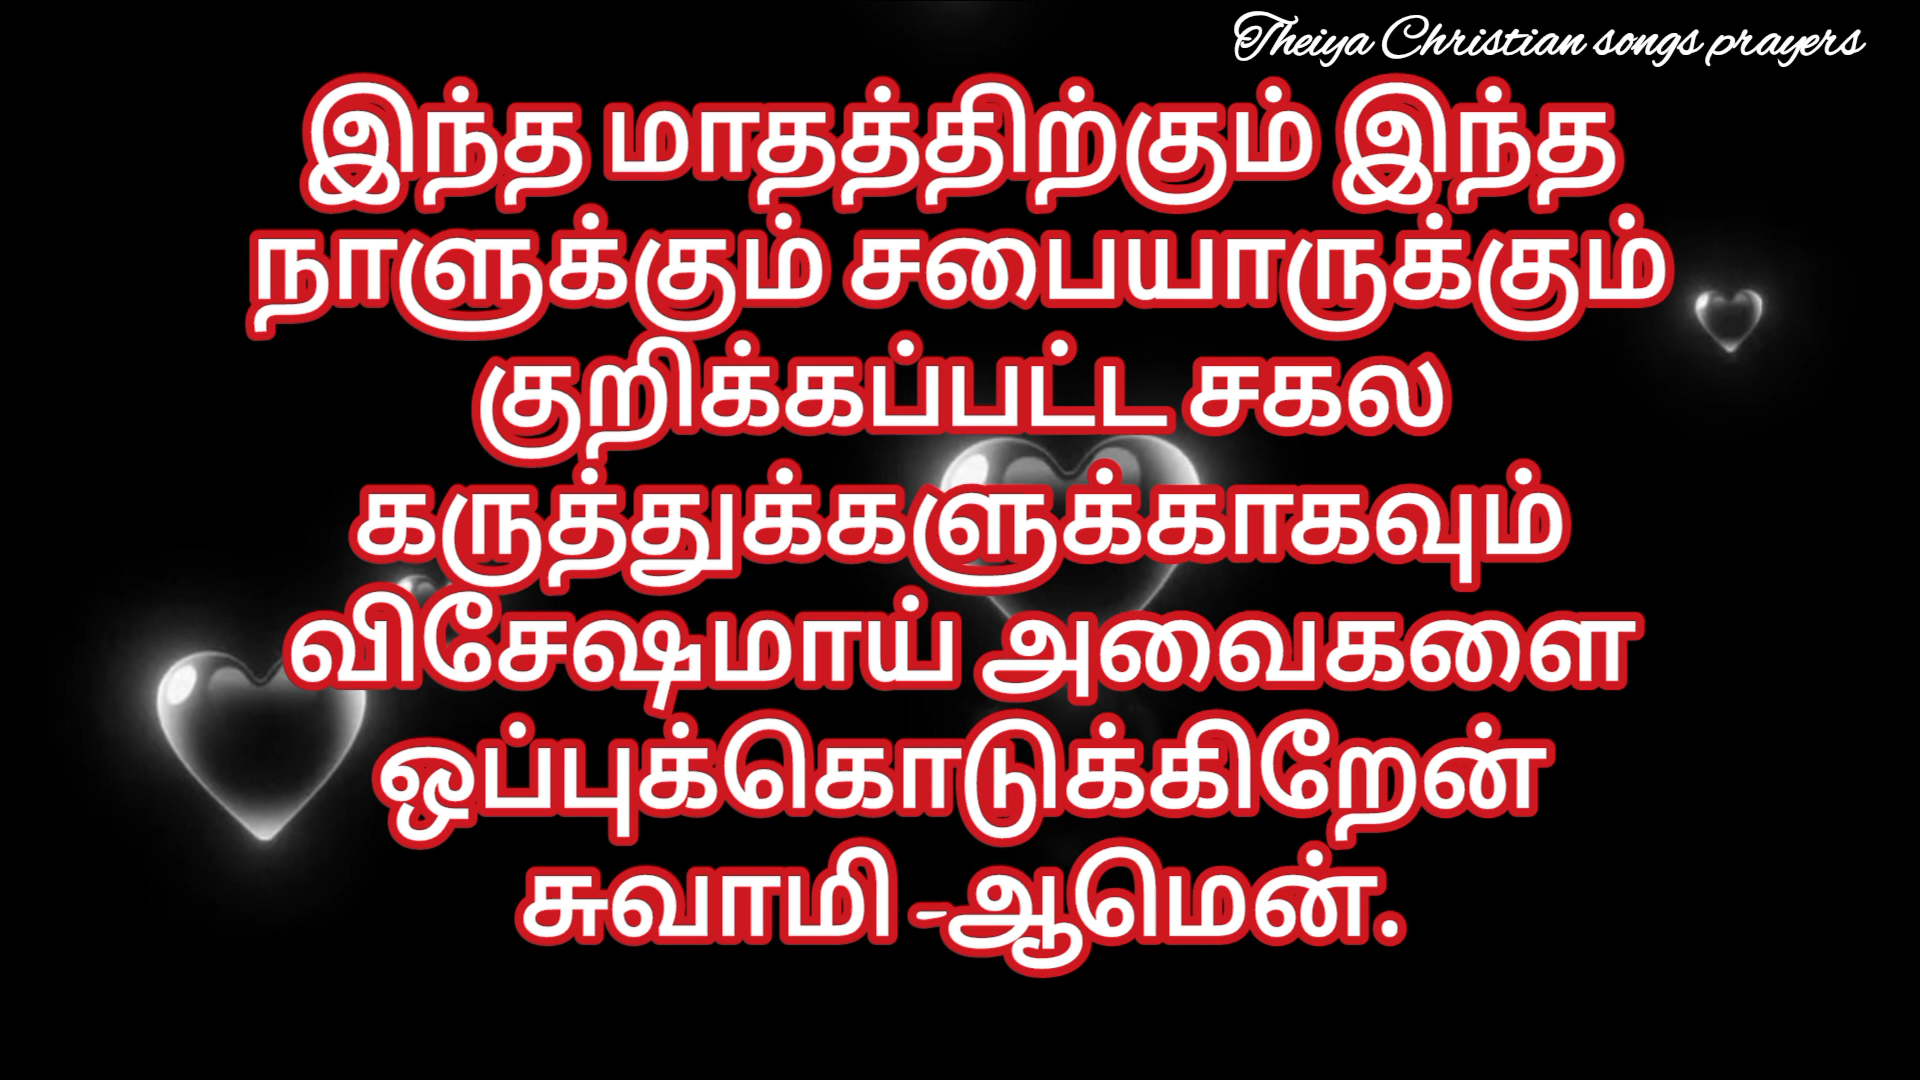 Theiya Christian songs prayers
இந்த மாதத்திற்கும் இந்த
நாளுக்கும் சபையாருக்கும்
குறிக்கப்பட்ட சகல
கருத்துக்களுக்காகவும்
விசேஷமாய் அவைகளை
ஒப்புக்கொடுக்கிறேன்
சுவாமி -ஆமென்.